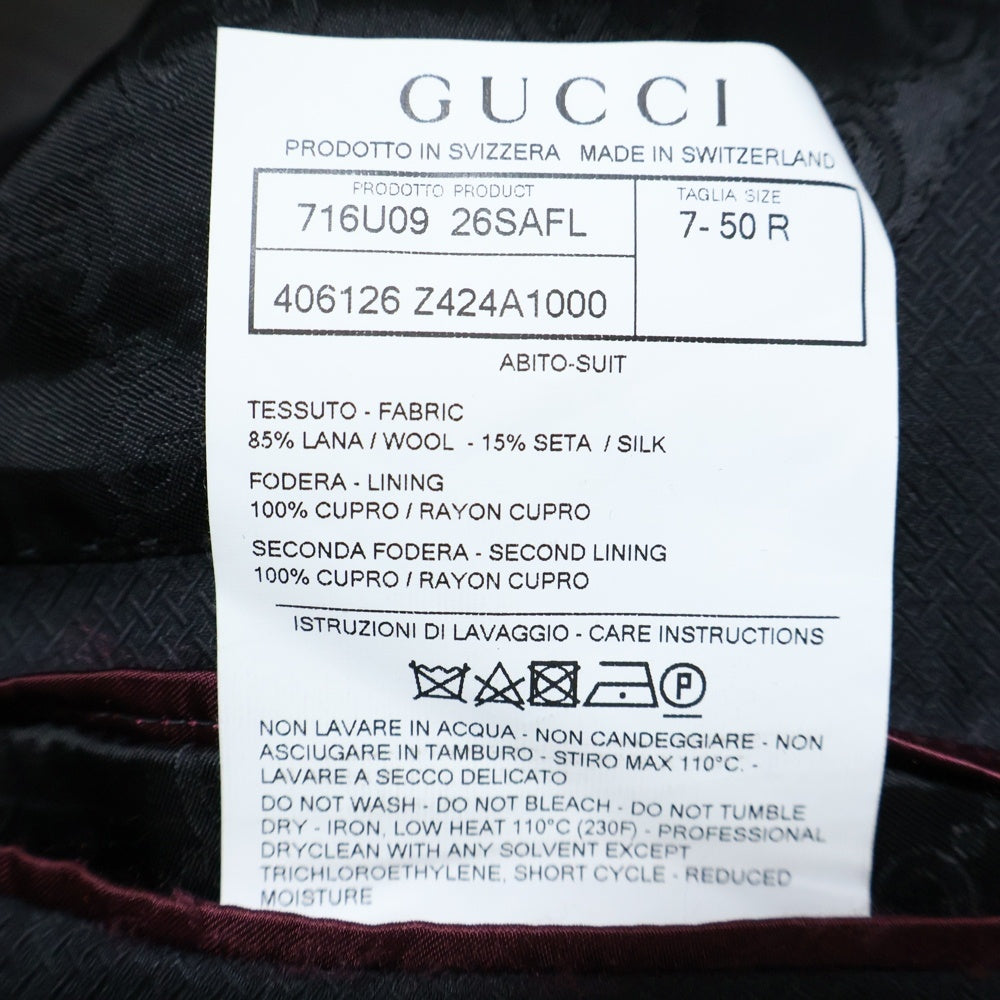 GUCCI
PRODOTTO IN SVIZZERA MADE IN SWITZERLAND
PRODOTTO PRODUCT
716U09 26SAFL
TAGLIA SIZE
7- 50 R
406126 Z424A1000
ABITO-SUIT
TESSUTO - FABRIC
85% LANA / WOOL - 15% SETA / SILK
FODERA - LINING
100% CUPRO / RAYON CUPRO
SECONDA FODERA - SECOND LINING
100% CUPRO / RAYON CUPRO
ISTRUZIONI DI LAVAGGIO - CARE INSTRUCTIONS
P
NON LAVARE IN ACQUA - NON CANDEGGIARE - NON
ASCIUGARE IN TAMBURO - STIRO MAX 110°C. -
LAVARE A SECCO DELICATO
DO NOT WASH - DO NOT BLEACH - DO NOT TUMBLE
DRY - IRON, LOW HEAT 110°C (230F) - PROFESSIONAL
DRYCLEAN WITH ANY SOLVENT EXCEPT
TRICHLOROETHYLENE, SHORT CYCLE - REDUCED
MOISTURE